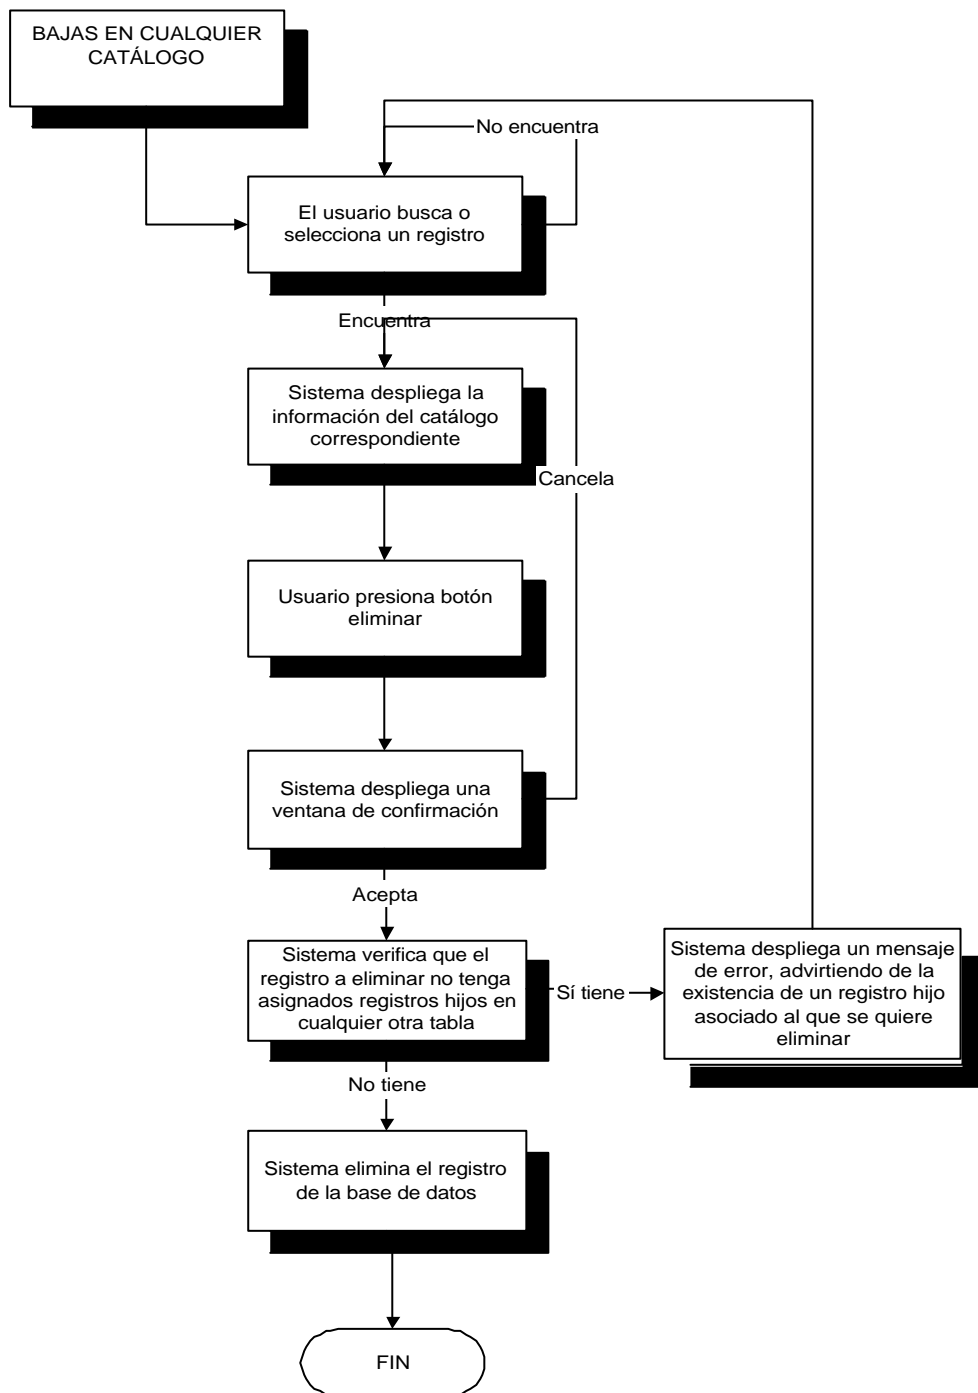 BAJAS EN CUALQUIER
CATÁLOGO
No encuentra
El usuario busca o
selecciona un registro
Encuentra
Sistema despliega la
información del catálogo
correspondiente
Cancela
Usuario presiona botón
eliminar
Sistema despliega una
ventana de confirmación
Acepta
Sistema verifica que el
registro a eliminar no tenga
asignados registros hijos en
cualquier otra tabla
Sí tiene
Sistema despliega un mensaje
de error, advirtiendo de la
existencia de un registro hijo
asociado al que se quiere
eliminar
No tiene
Sistema elimina el registro
de la base de datos
FIN